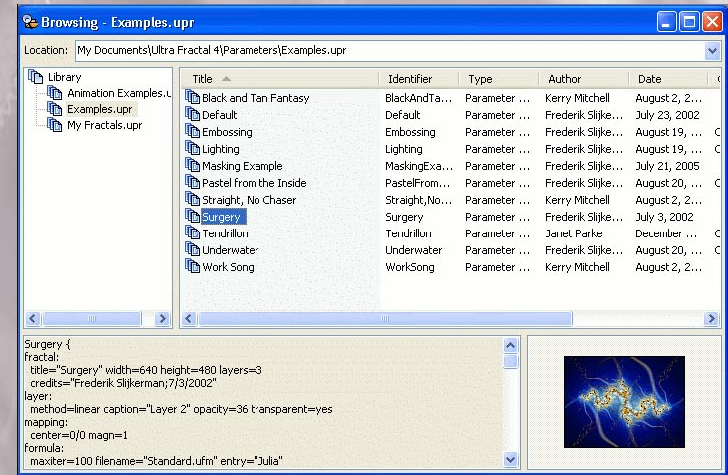 Browsing - Examples.upr
Location: My Documents\Ultra Fractal 4\Parameters\Examples.upr
Library
Animation Examples.u
Examples.upr
My Fractals.upr
Title Identifier Type Author Date
Black and Tan Fantasy BlackAndTa... Parameter ... Kerry Mitchell August 2, 2...
Default Default Parameter ... Frederik Slijke... July 23, 2002
Embossing Embossing Parameter ... Frederik Slijke... August 19, ...
Lighting Lighting Parameter ... Frederik Slijke... August 19, ...
Masking Example MaskingExa... Parameter ... Frederik Slijke... July 21, 2005
Pastel from the Inside PastelFrom... Parameter ... Frederik Slijke... August 20, ...
Straight, No Chaser Straight,No... Parameter ... Kerry Mitchell August 2, 2...
Surgery Surgery Parameter ... Frederik Slijke... July 3, 2002
Tendrillon Tendrillon Parameter ... Janet Parke December ...
Underwater Underwater Parameter ... Frederik Slijke... August 20, ...
Work Song WorkSong Parameter ... Kerry Mitchell August 2, 2...
Surgery {
fractal:
title="Surgery" width=640 height=480 layers=3
credits="Frederik Slijkerman;7/3/2002"
layer:
method=linear caption="Layer 2" opacity=36 transparent=yes
mapping:
center=0/0 magn=1
formula:
maxiter=100 filename="Standard.ufm" entry="Julia"